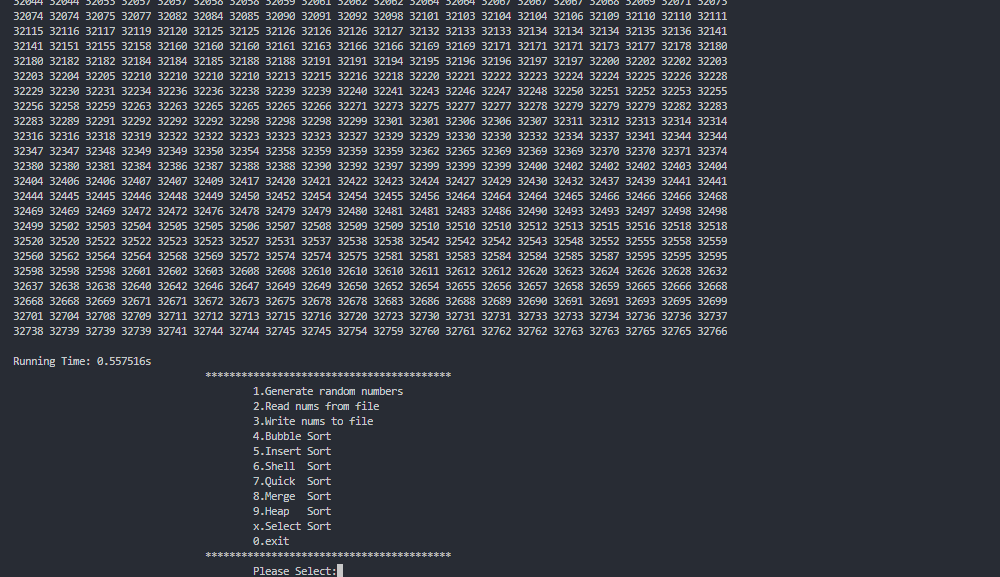 32074 32074 32075 32077 32082 32084 32085 32090 32091 32092 32098 32101 32103 32104 32104 32106 32109 32110 32110 32111
32115 32116 32117 32119 32120 32125 32125 32126 32126 32126 32127 32132 32133 32133 32134 32134 32134 32135 32136 32141
32141 32151 32155 32158 32160 32160 32160 32161 32163 32166 32166 32169 32169 32171 32171 32171 32173 32177 32178 32180
32180 32182 32182 32184 32184 32185 32188 32188 32191 32191 32194 32195 32196 32196 32197 32197 32200 32202 32202 32203
32203 32204 32205 32210 32210 32210 32210 32213 32215 32216 32218 32220 32221 32222 32223 32224 32224 32225 32226 32228
32229 32230 32231 32234 32236 32236 32238 32239 32239 32240 32241 32243 32246 32247 32248 32250 32251 32252 32253 32255
32256 32258 32259 32263 32263 32265 32265 32265 32266 32271 32273 32275 32277 32277 32278 32279 32279 32279 32282 32283
32283 32289 32291 32292 32292 32292 32298 32298 32298 32299 32301 32301 32306 32306 32307 32311 32312 32313 32314 32314
32316 32316 32318 32319 32322 32322 32323 32323 32323 32327 32329 32329 32330 32330 32332 32334 32337 32341 32344 32344
32347 32347 32348 32349 32349 32350 32354 32358 32359 32359 32359 32362 32365 32369 32369 32369 32370 32370 32371 32374
32380 32380 32381 32384 32386 32387 32388 32388 32390 32392 32397 32399 32399 32399 32400 32402 32402 32402 32403 32404
32404 32406 32406 32407 32407 32409 32417 32420 32421 32422 32423 32424 32427 32429 32430 32432 32437 32439 32441 32441
32444 32445 32445 32446 32448 32449 32450 32452 32454 32454 32455 32456 32464 32464 32464 32465 32466 32466 32466 32468
32469 32469 32469 32472 32472 32476 32478 32479 32479 32480 32481 32481 32483 32486 32490 32493 32493 32497 32498 32498
32499 32502 32503 32504 32505 32505 32506 32507 32508 32509 32509 32510 32510 32510 32512 32513 32515 32516 32518 32518
32520 32520 32522 32522 32523 32523 32527 32531 32537 32538 32538 32542 32542 32542 32543 32548 32552 32555 32558 32559
32560 32562 32564 32564 32568 32569 32572 32574 32574 32575 32581 32581 32583 32584 32584 32585 32587 32595 32595 32595
32598 32598 32598 32601 32602 32603 32608 32608 32610 32610 32610 32611 32612 32612 32620 32623 32624 32626 32628 32632
32637 32638 32638 32640 32642 32646 32647 32649 32649 32650 32652 32654 32655 32656 32657 32658 32659 32665 32666 32668
32668 32668 32669 32671 32671 32672 32673 32675 32678 32678 32683 32686 32688 32689 32690 32691 32691 32693 32695 32699
32701 32704 32708 32709 32711 32712 32713 32715 32716 32720 32723 32730 32731 32731 32733 32733 32734 32736 32736 32737
32738 32739 32739 32739 32741 32744 32744 32745 32745 32754 32759 32760 32761 32762 32762 32763 32763 32765 32765 32766
Running Time: 0.557516s
*****************************************
1.Generate random numbers
2.Read nums from file
3.Write nums to file
4.Bubble Sort
5.Insert Sort
6.Shell  Sort
7.Quick  Sort
8.Merge  Sort
9.Heap   Sort
x.Select Sort
0.exit
*****************************************
Please Select: